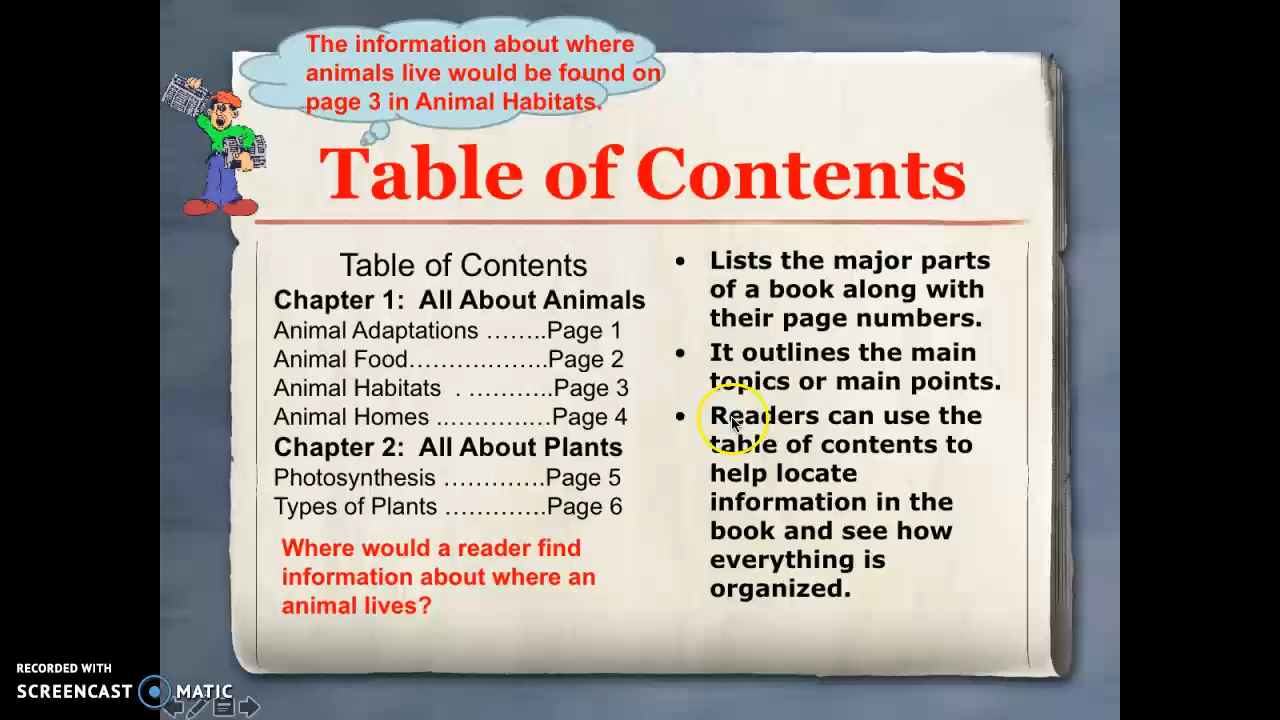 The information about where
animals live would be found on
page 3 in Animal Habitats.
Table of Contents
Table of Contents
Chapter 1:  All About Animals
Animal Adaptations ……..Page 1
Animal Food……………..Page 2
Animal Habitats  . ………..Page 3
Animal Homes ..……….…Page 4
Chapter 2:  All About Plants
Photosynthesis ………….Page 5
Types of Plants ………….Page 6
Where would a reader find
information about where an
animal lives?
• Lists the major parts
of a book along with
their page numbers.
• It outlines the main
topics or main points.
• Readers can use the
table of contents to
help locate
information in the
book and see how
everything is
organized.
RECORDED WITH
SCREENCAST MATIC